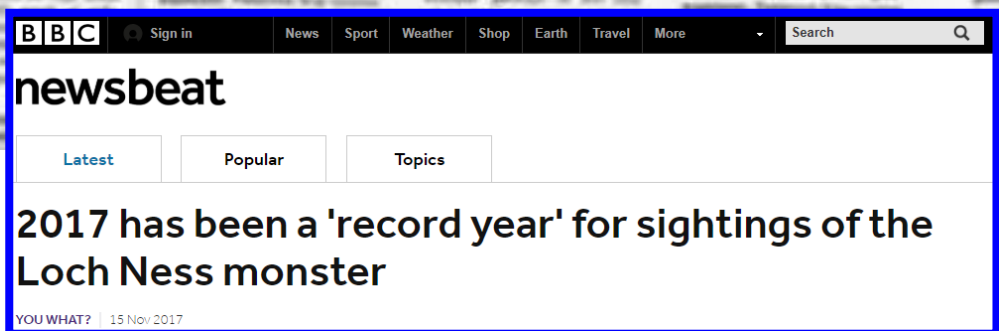 BBC Sign in News Sport Weather Shop Earth Travel More Search
newsbeat
Latest Popular Topics
2017 has been a 'record year' for sightings of the
Loch Ness monster
YOU WHAT? 15 Nov 2017